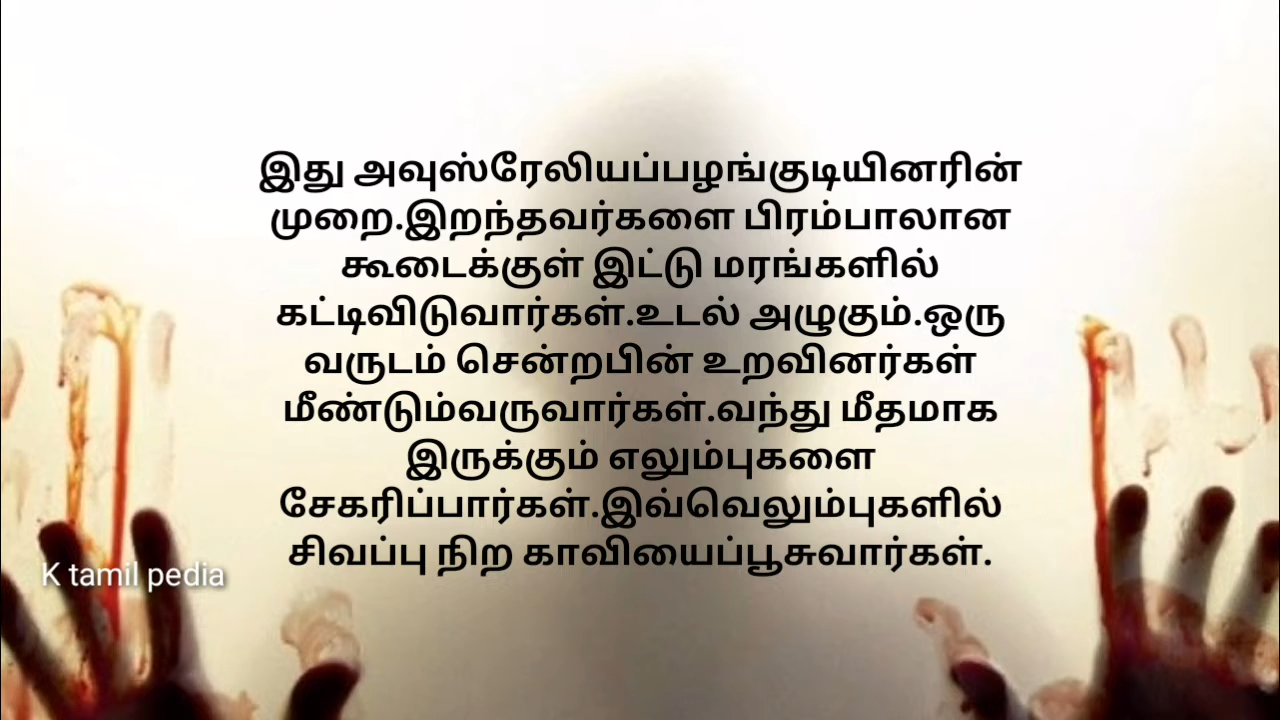 இது அவுஸ்ரேலியப்பழங்குடியினரின்
முறை.இறந்தவர்களை பிரம்பாலான
கூடைக்குள் இட்டு மரங்களில்
கட்டிவிடுவார்கள்.உடல் அழுகும்.ஒரு
வருடம் சென்றபின் உறவினர்கள்
மீண்டும்வருவார்கள்.வந்து மீதமாக
இருக்கும் எலும்புகளை
சேகரிப்பார்கள்.இவ்வெலும்புகளில்
சிவப்பு நிற காவியைப்பூசுவார்கள்.
K tamil pedia